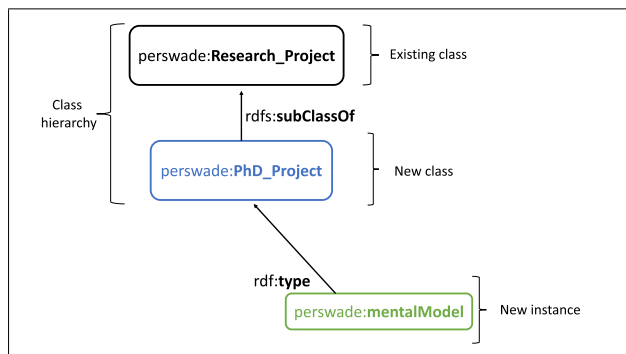 perswade:Research_Project
Existing class
Class
hierarchy
rdfs:subClassOf
perswade:PhD_Project
New class
rdf:type
perswade:mentalModel
New instance